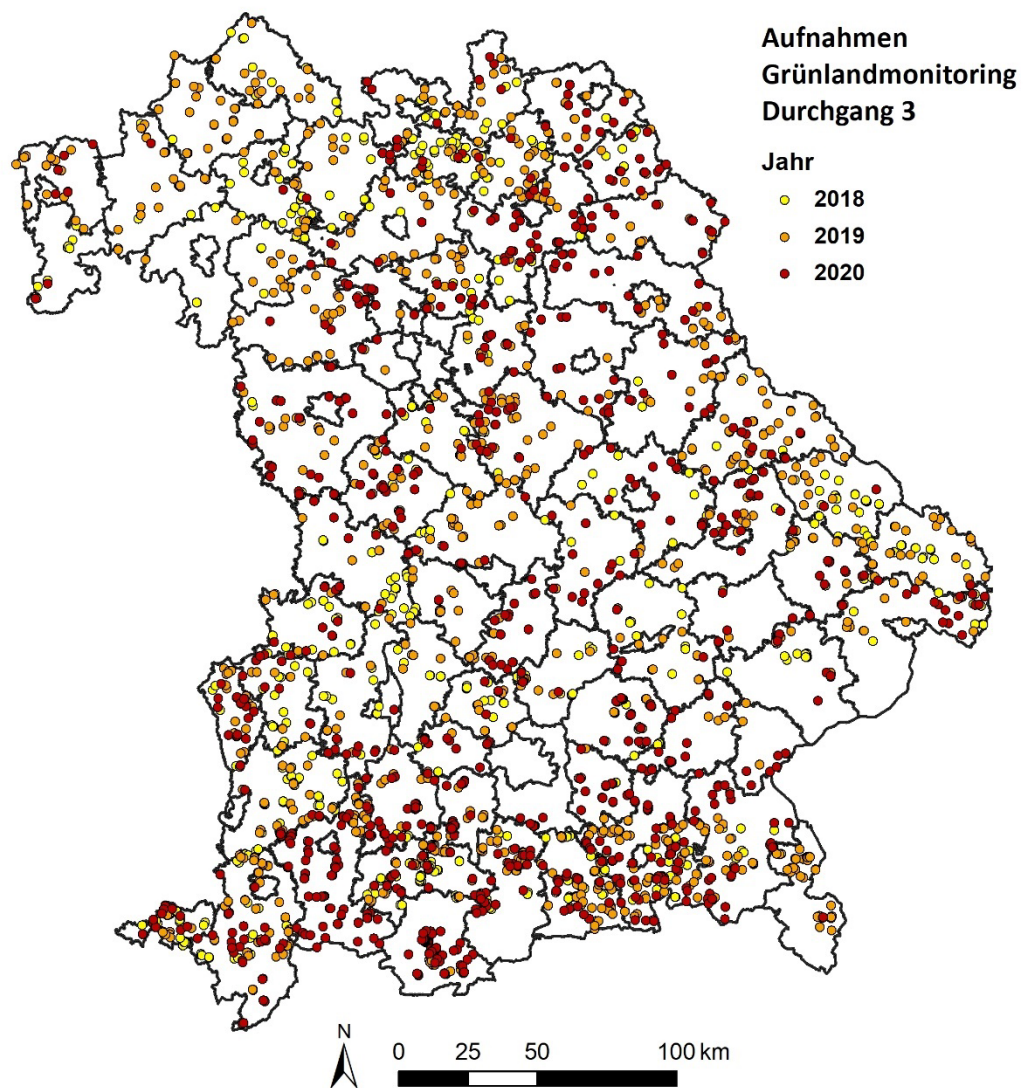 Aufnahmen
Grünlandmonitoring
Durchgang 3
Jahr
2018
2019
2020
N
0 25 50 100 km